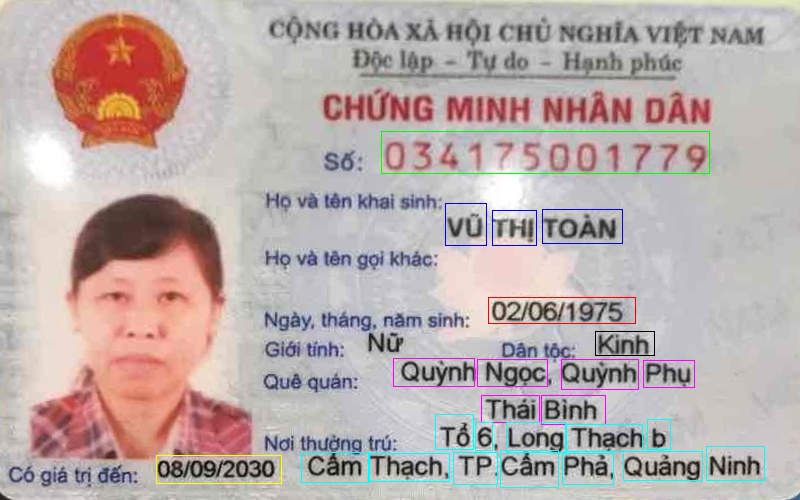 CỘNG HÒA XÃ HỘI CHỦ NGHĨA VIỆT NAM
Độc lập - Tự do - Hạnh phúc
CHỨNG MINH NHÂN DÂN
Số: 034175001779
Họ và tên khai sinh:
VŨ THỊ TOÀN
Họ và tên gọi khác:
Ngày, tháng, năm sinh: 02/06/1975
Giới tính: Nữ Dân tộc: Kinh
Quê quán: Quỳnh Ngọc, Quỳnh Phụ
Thái Bình
Nơi thường trú: Tổ 6, Long Thạch b
Có giá trị đến: 08/09/2030 Cẩm Thạch, TP.Cẩm Phả, Quảng Ninh